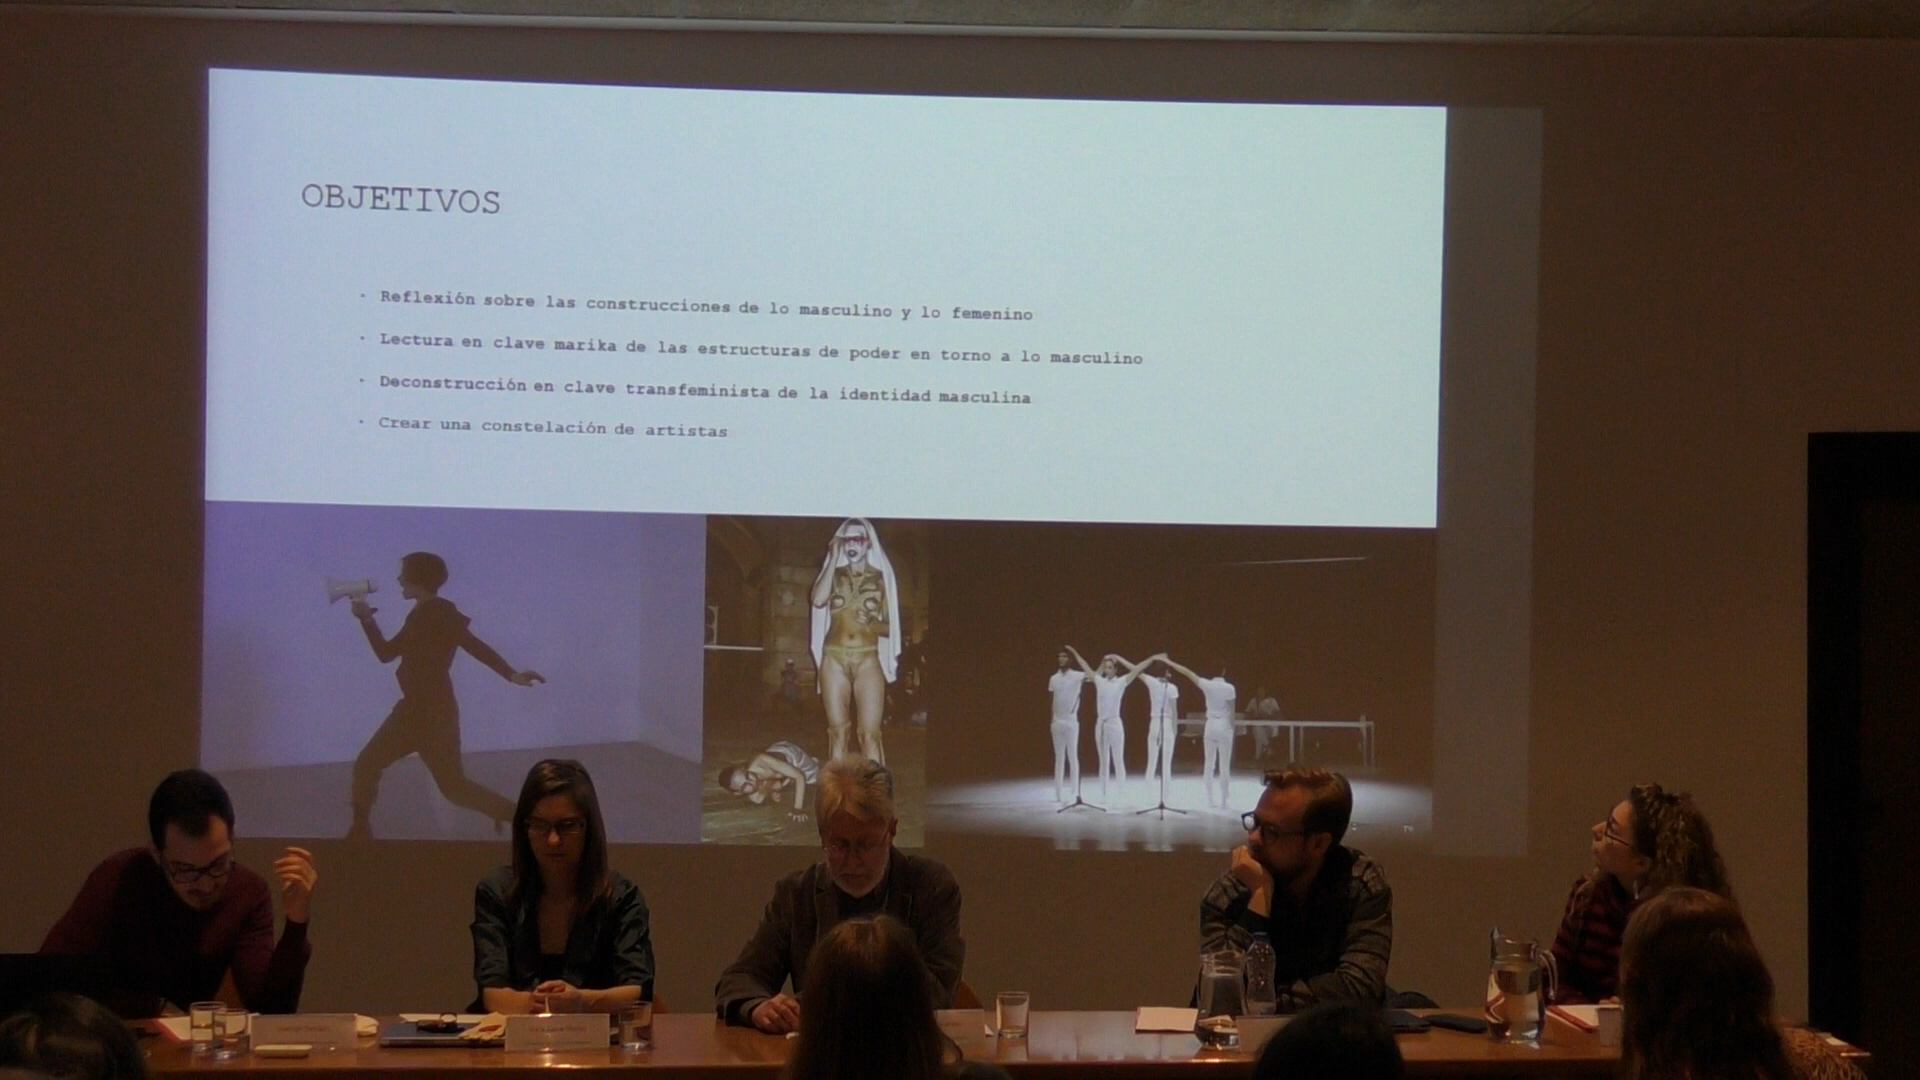 OBJETIVOS
· Reflexión sobre las construcciones de lo masculino y lo femenino
· Lectura en clave marika de las estructuras de poder en torno a lo masculino
· Deconstrucción en clave transfeminista de la identidad masculina
· Crear una constelación de artistas